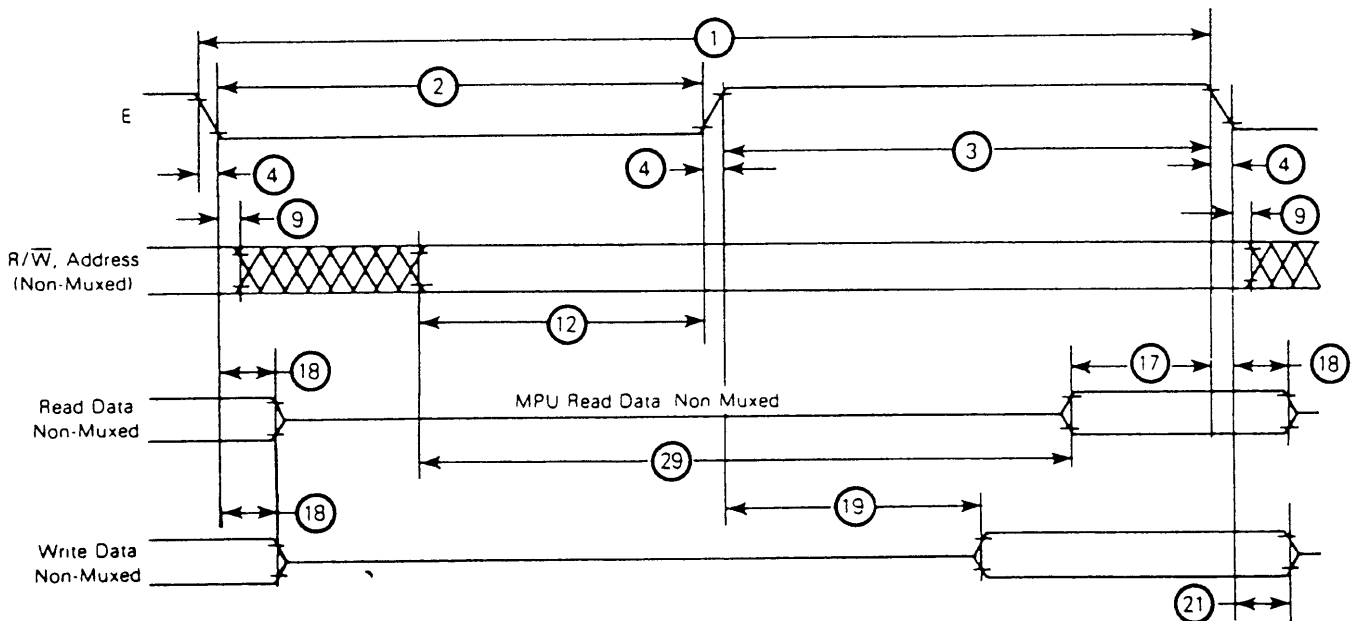 1
2
E
3
4
4
4
9
9
R/W̅, Address
(Non-Muxed)
12
18
17
18
Read Data
Non-Muxed
MPU Read Data Non Muxed
29
18
19
Write Data
Non-Muxed
21